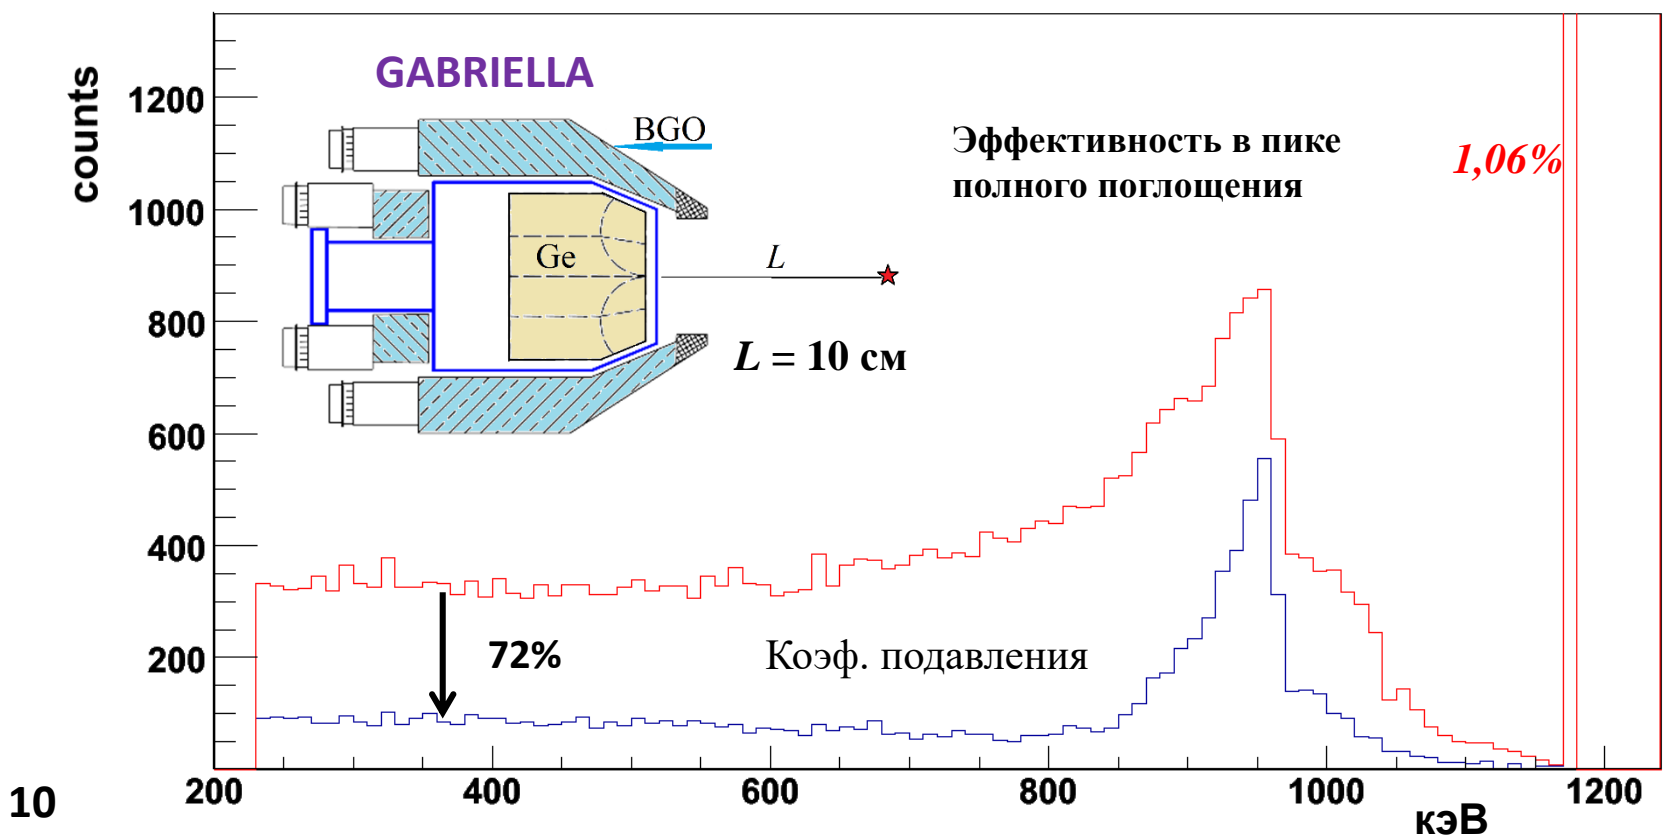 GABRIELLA
counts
1200
1000
800
600
400
200
BGO
Ge
L
L = 10 см
Эффективность в пике
полного поглощения
1,06%
72%
Коэф. подавления
200
400
600
800
1000
1200
кэВ
10